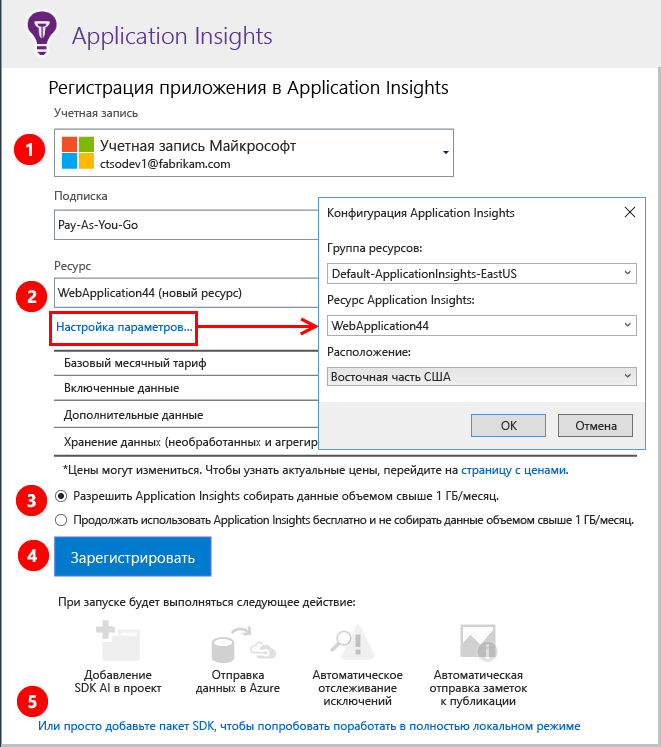 Application Insights
Регистрация приложения в Application Insights
Учетная запись
1
Учетная запись Майкрософт
ctsodev1@fabrikam.com
Подписка
Pay-As-You-Go
Ресурс
2
WebApplication44 (новый ресурс)
Настройка параметров...
Конфигурация Application Insights
Группа ресурсов:
Default-ApplicationInsights-EastUS
Ресурс Application Insights:
WebApplication44
Расположение:
Восточная часть США
OK
Отмена
Базовый месячный тариф
Включенные данные
Дополнительные данные
Хранение данных (необработанных и агрегир
*Цены могут измениться. Чтобы узнать актуальные цены, перейдите на страницу с ценами.
3
Разрешить Application Insights собирать данные объемом свыше 1 ГБ/месяц.
Продолжать использовать Application Insights бесплатно и не собирать данные объемом свыше 1 ГБ/месяц.
4
Зарегистрировать
При запуске будет выполняться следующее действие:
Добавление
SDK AI в проект
Отправка
данных в Azure
Автоматическое
отслеживание
исключений
Автоматическая
отправка заметок
к публикации
5
Или просто добавьте пакет SDK, чтобы попробовать поработать в полностью локальном режиме